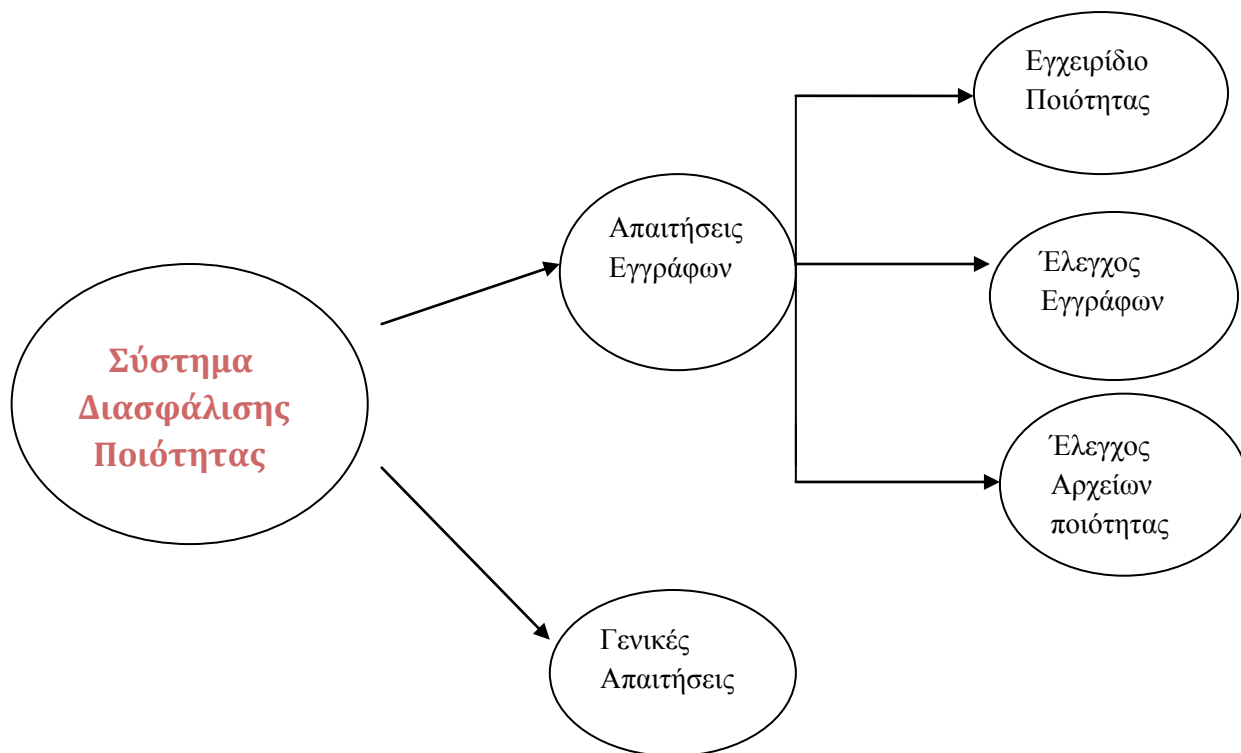 Σύστημα
Διασφάλισης
Ποιότητας
Απαιτήσεις
Εγγράφων
Εγχειρίδιο
Ποιότητας
Έλεγχος
Εγγράφων
Έλεγχος
Αρχείων
ποιότητας
Γενικές
Απαιτήσεις